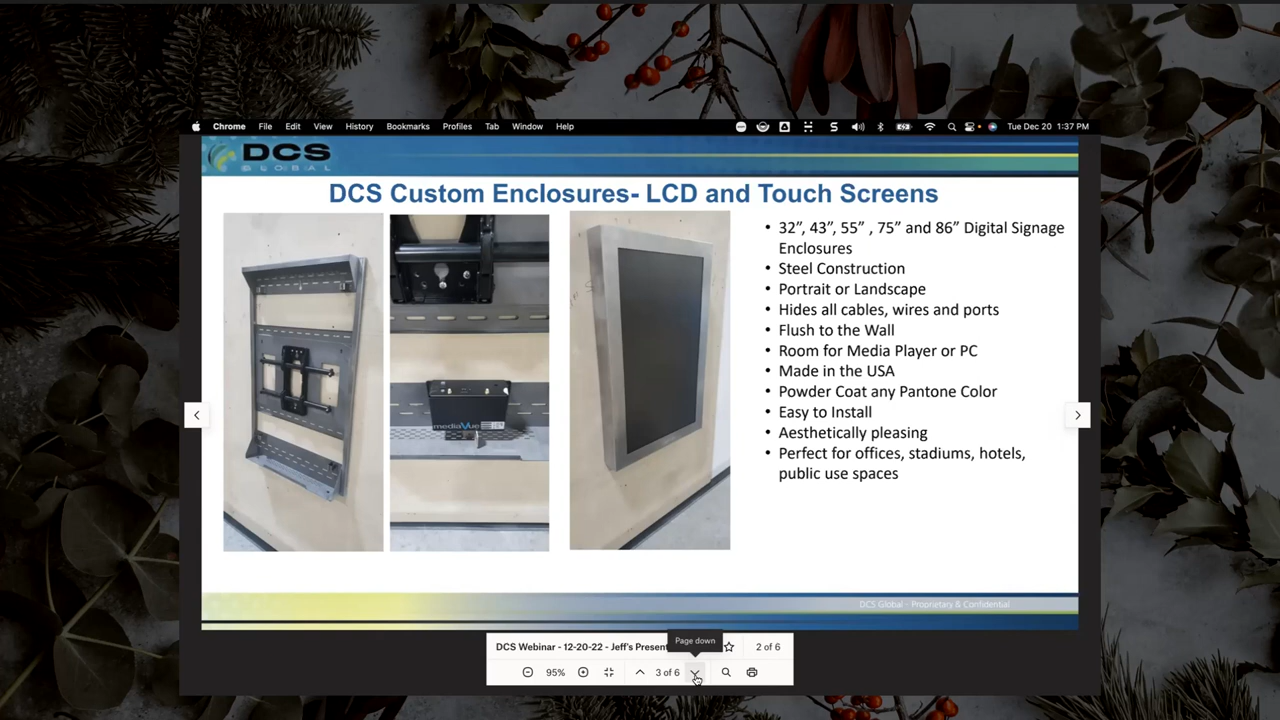 Chrome File Edit View History Bookmarks Profiles Tab Window Help Tue Dec 20 1:37 PM
DCS
GLOBAL
DCS Custom Enclosures- LCD and Touch Screens
• 32”, 43”, 55” , 75” and 86” Digital Signage
Enclosures
• Steel Construction
• Portrait or Landscape
• Hides all cables, wires and ports
• Flush to the Wall
• Room for Media Player or PC
• Made in the USA
• Powder Coat any Pantone Color
• Easy to Install
• Aesthetically pleasing
• Perfect for offices, stadiums, hotels,
public use spaces
mediaVue
DCS Global - Proprietary & Confidential
Page down
DCS Webinar - 12-20-22 - Jeff's Present 2 of 6
95% 3 of 6